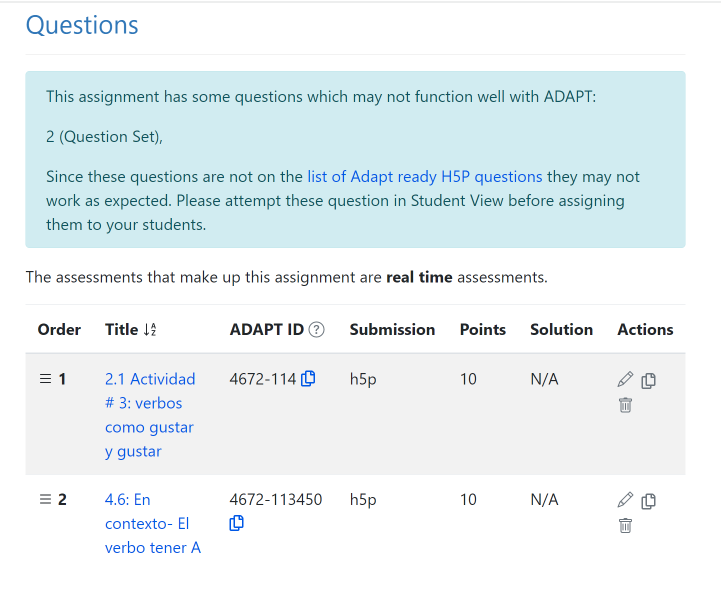 Questions
This assignment has some questions which may not function well with ADAPT:
2 (Question Set),
Since these questions are not on the list of Adapt ready H5P questions they may not
work as expected. Please attempt these question in Student View before assigning
them to your students.
The assessments that make up this assignment are real time assessments.
Order Title ADAPT ID ? Submission Points Solution Actions
1 2.1 Actividad 4672-114 h5p 10 N/A
# 3: verbos
como gustar
y gustar
2 4.6: En 4672-113450 h5p 10 N/A
contexto- El
verbo tener A